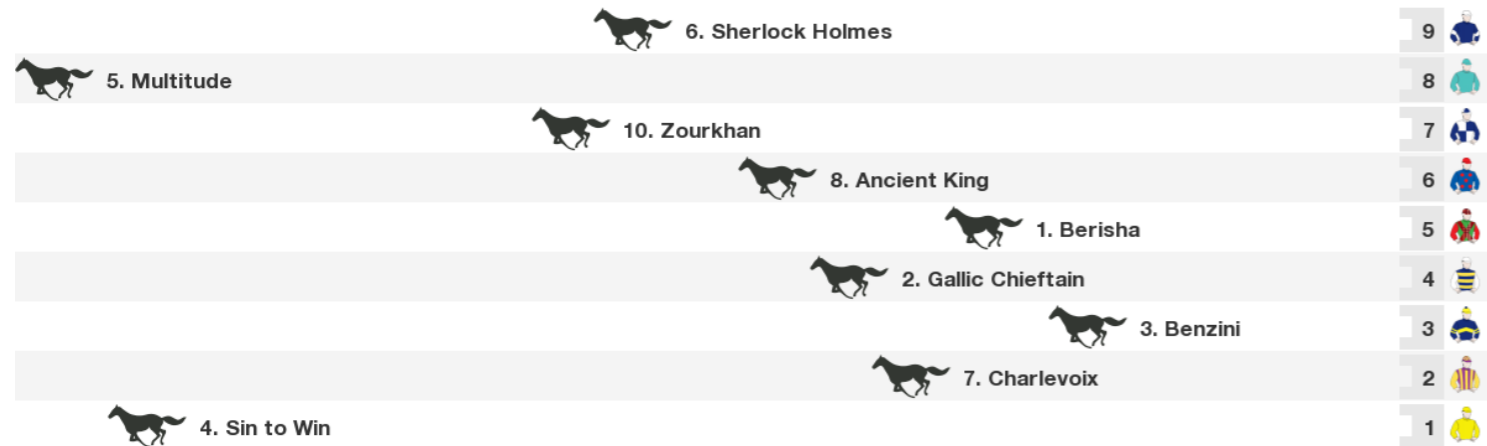 6. Sherlock Holmes 9
5. Multitude 8
10. Zourkhan 7
8. Ancient King 6
1. Berisha 5
2. Gallic Chieftain 4
3. Benzini 3
7. Charlevoix 2
4. Sin to Win 1